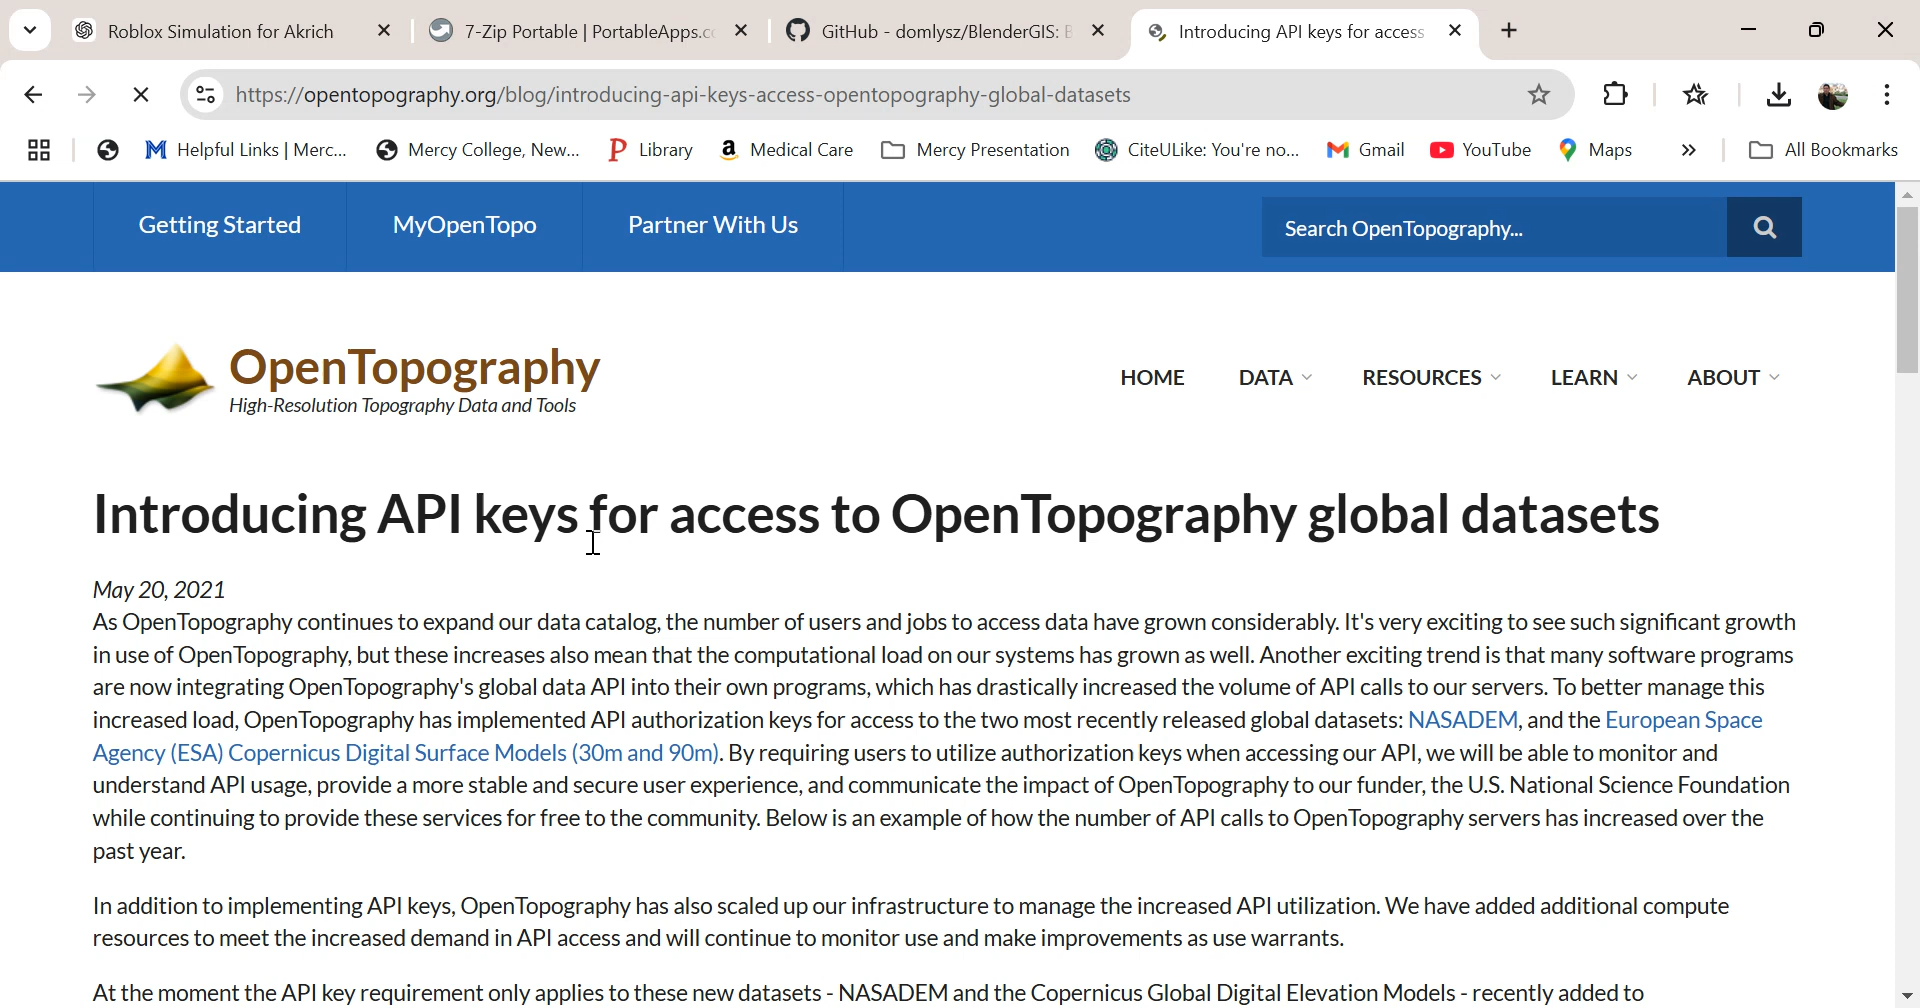 Roblox Simulation for Akrich
7-Zip Portable | PortableApps.c
GitHub - domlysz/BlenderGIS: B
Introducing API keys for access
https://opentopography.org/blog/introducing-api-keys-access-opentopography-global-datasets
Helpful Links | Merc...
Mercy College, New...
Library
Medical Care
Mercy Presentation
CiteULike: You're no...
Gmail
YouTube
Maps
»
All Bookmarks
Getting Started
MyOpenTopo
Partner With Us
Search OpenTopography...
OpenTopography
High-Resolution Topography Data and Tools
HOME
DATA
RESOURCES
LEARN
ABOUT
Introducing API keys for access to OpenTopography global datasets
May 20, 2021
As OpenTopography continues to expand our data catalog, the number of users and jobs to access data have grown considerably. It's very exciting to see such significant growth
in use of OpenTopography, but these increases also mean that the computational load on our systems has grown as well. Another exciting trend is that many software programs
are now integrating OpenTopography's global data API into their own programs, which has drastically increased the volume of API calls to our servers. To better manage this
increased load, OpenTopography has implemented API authorization keys for access to the two most recently released global datasets: NASADEM, and the European Space
Agency (ESA) Copernicus Digital Surface Models (30m and 90m). By requiring users to utilize authorization keys when accessing our API, we will be able to monitor and
understand API usage, provide a more stable and secure user experience, and communicate the impact of OpenTopography to our funder, the U.S. National Science Foundation
while continuing to provide these services for free to the community. Below is an example of how the number of API calls to OpenTopography servers has increased over the
past year.
In addition to implementing API keys, OpenTopography has also scaled up our infrastructure to manage the increased API utilization. We have added additional compute
resources to meet the increased demand in API access and will continue to monitor use and make improvements as use warrants.
At the moment the API key requirement only applies to these new datasets - NASADEM and the Copernicus Global Digital Elevation Models - recently added to